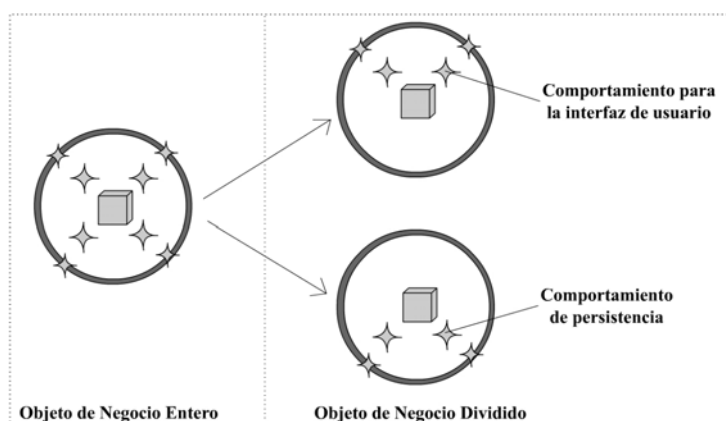 Comportamiento para
la interfaz de usuario
Comportamiento
de persistencia
Objeto de Negocio Entero
Objeto de Negocio Dividido